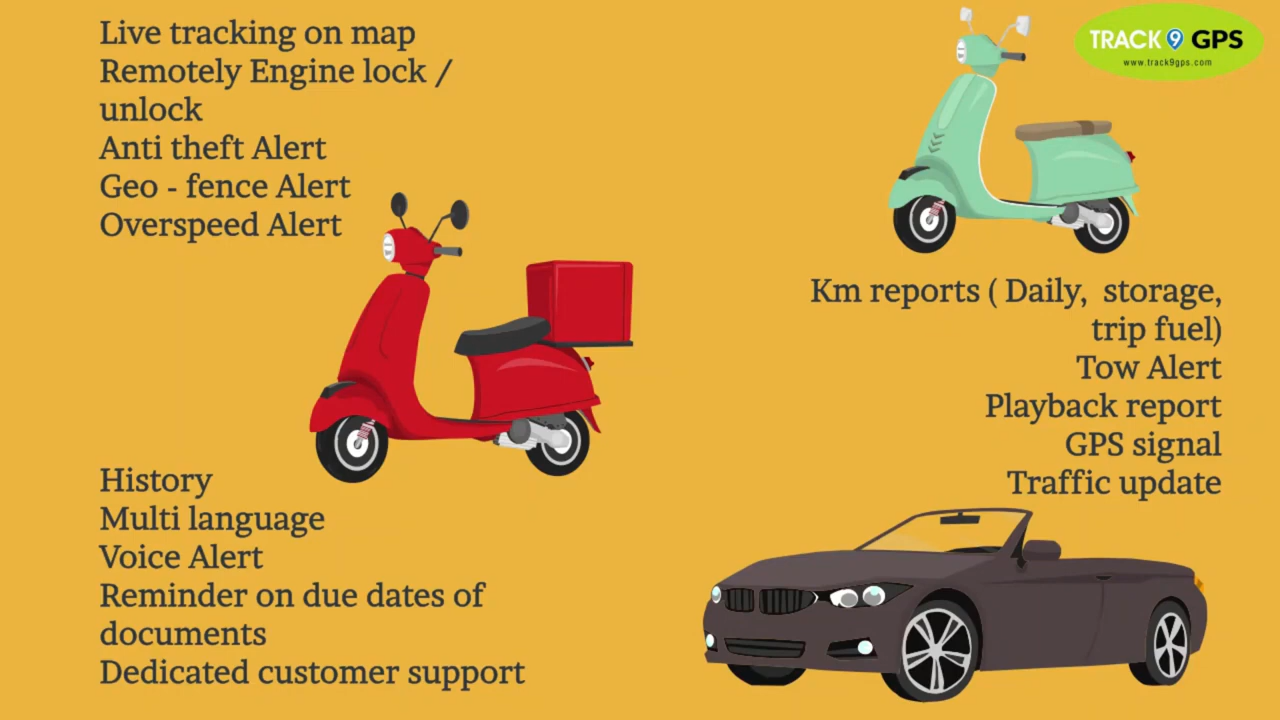 Live tracking on map
Remotely Engine lock /
unlock
Anti theft Alert
Geo - fence Alert
Overspeed Alert
TRACK 9 GPS
www.track9gps.com
Km reports ( Daily,  storage,
trip fuel)
Tow Alert
Playback report
GPS signal
Traffic update
History
Multi language
Voice Alert
Reminder on due dates of
documents
Dedicated customer support